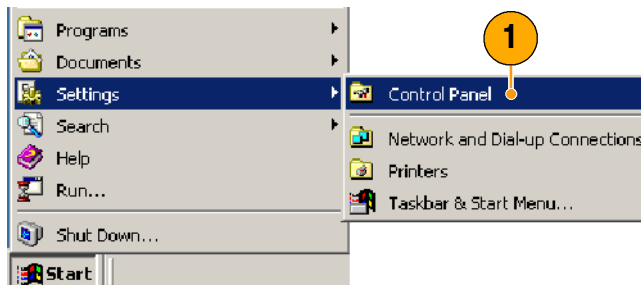 Programs
Documents
Settings
Search
Help
Run...
Shut Down...
Start
1
Control Panel
Network and Dial-up Connections
Printers
Taskbar & Start Menu...